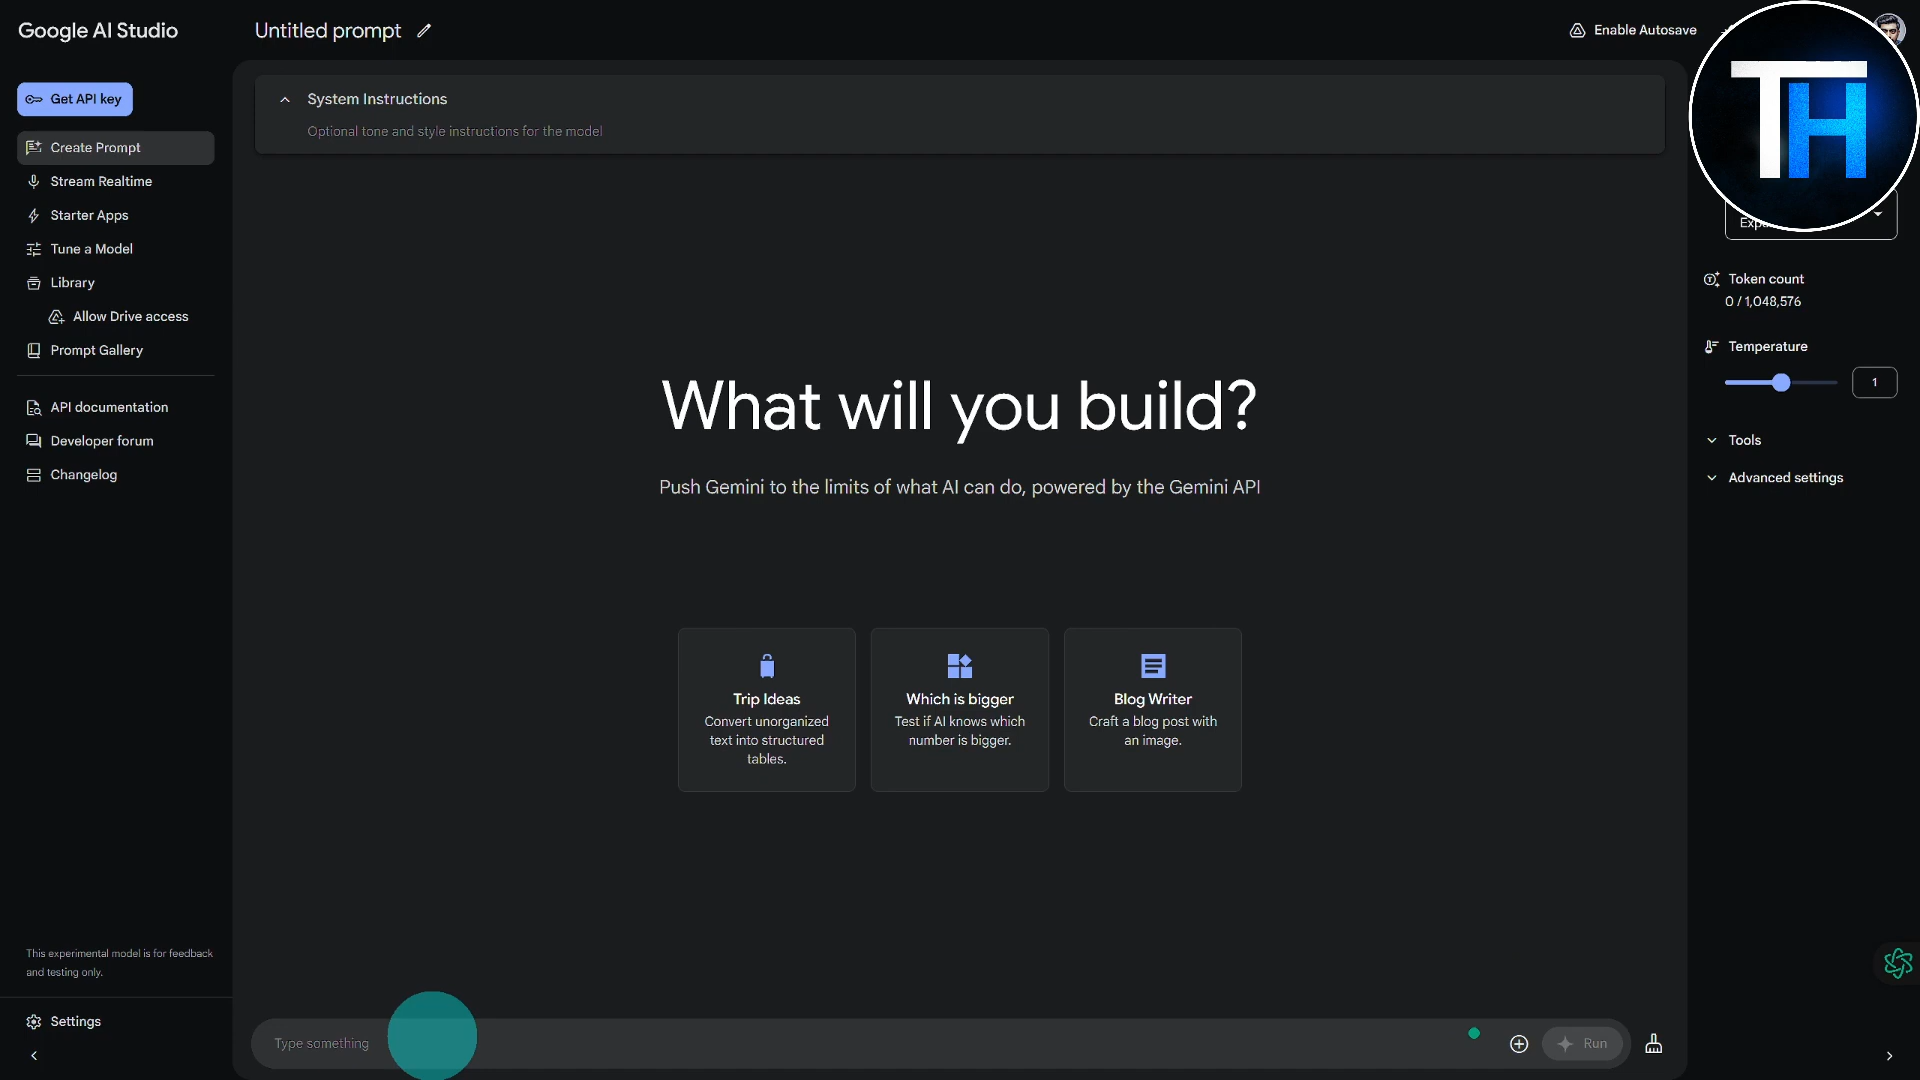 Google AI Studio
Untitled prompt
Enable Autosave
TH
Get API key
Create Prompt
Stream Realtime
Starter Apps
Tune a Model
Library
Allow Drive access
Prompt Gallery
API documentation
Developer forum
Changelog
System Instructions
Optional tone and style instructions for the model
What will you build?
Push Gemini to the limits of what AI can do, powered by the Gemini API
Trip Ideas
Convert unorganized
text into structured
tables.
Which is bigger
Test if AI knows which
number is bigger.
Blog Writer
Craft a blog post with
an image.
Token count
0 / 1,048,576
Temperature
1
Tools
Advanced settings
This experimental model is for feedback
and testing only.
Settings
Type something
Run